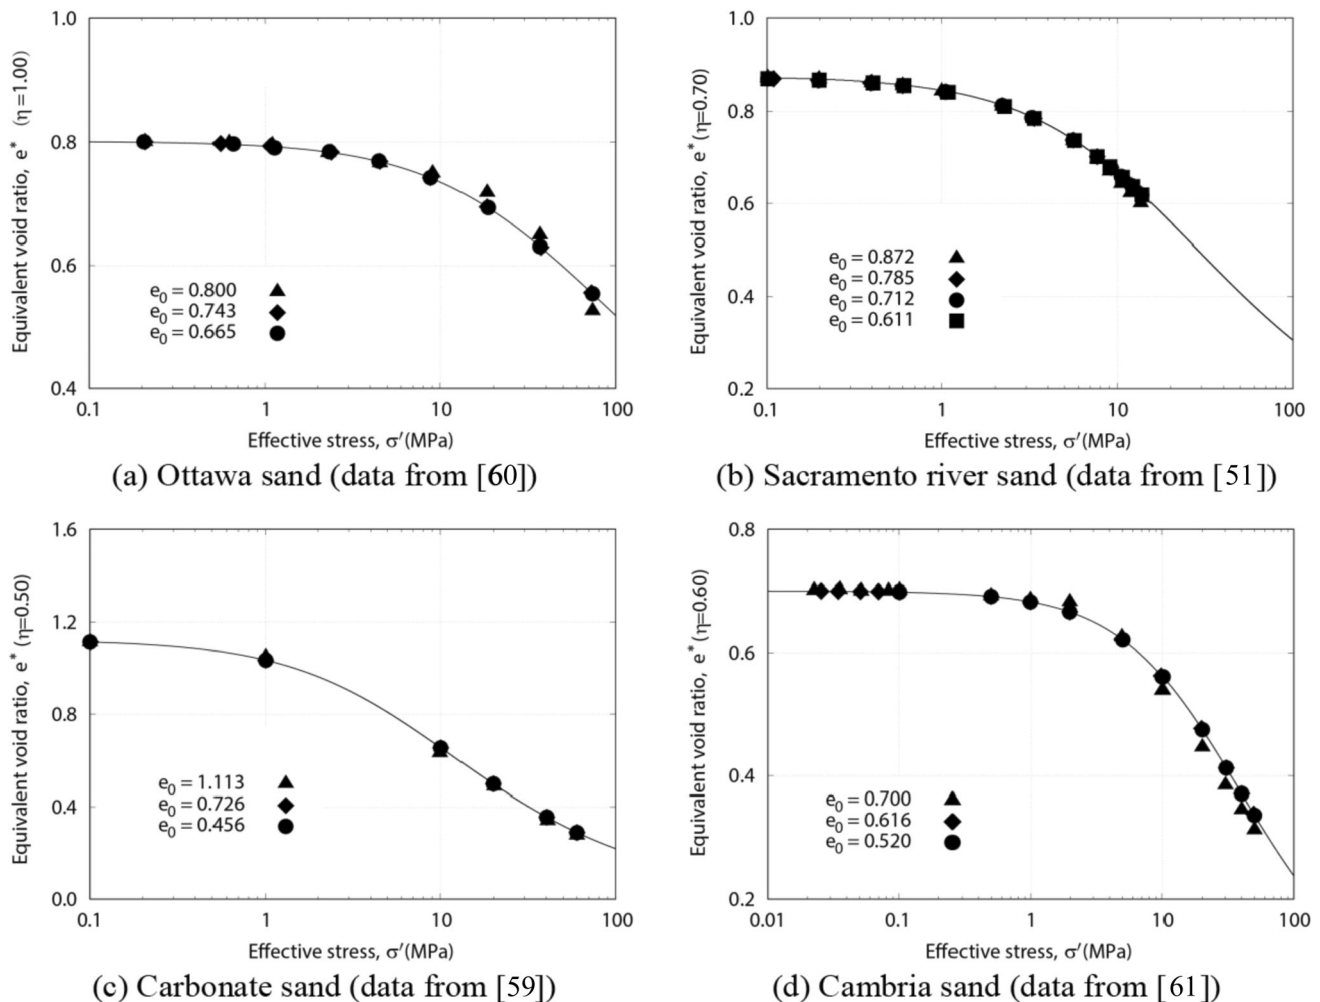 Equivalent void ratio, e* (η=1.00)
1.0
0.8
0.6
0.4
e0 = 0.800
e0 = 0.743
e0 = 0.665
0.1 1 10 100
Effective stress, σ′(MPa)
(a) Ottawa sand (data from [60])
Equivalent void ratio, e* (η=0.70)
1.0
0.8
0.6
0.4
0.2
e0 = 0.872
e0 = 0.785
e0 = 0.712
e0 = 0.611
0.1 1 10 100
Effective stress, σ′(MPa)
(b) Sacramento river sand (data from [51])
Equivalent void ratio, e* (η=0.50)
1.6
1.2
0.8
0.4
0.0
e0 = 1.113
e0 = 0.726
e0 = 0.456
0.1 1 10 100
Effective stress, σ′(MPa)
(c) Carbonate sand (data from [59])
Equivalent void ratio, e* (η=0.60)
0.8
0.6
0.4
0.2
e0 = 0.700
e0 = 0.616
e0 = 0.520
0.01 0.1 1 10 100
Effective stress, σ′(MPa)
(d) Cambria sand (data from [61])